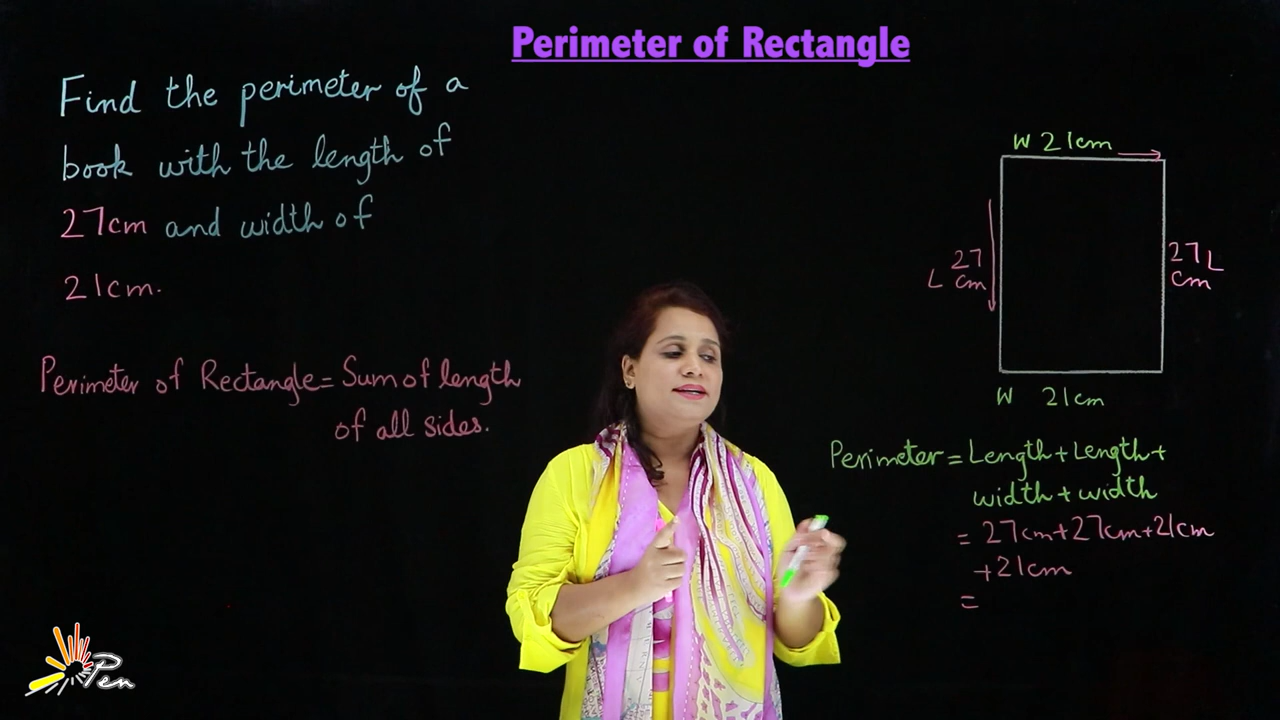 Perimeter of Rectangle
Find the perimeter of a
book with the length of
27cm and width of
21cm.
Perimeter of Rectangle = Sum of length
of all sides.
W 21cm
L 27
cm
27 L
cm
W 21cm
Perimeter = Length + Length +
width + width
= 27cm + 27cm + 21cm
+ 21cm
=
Pen